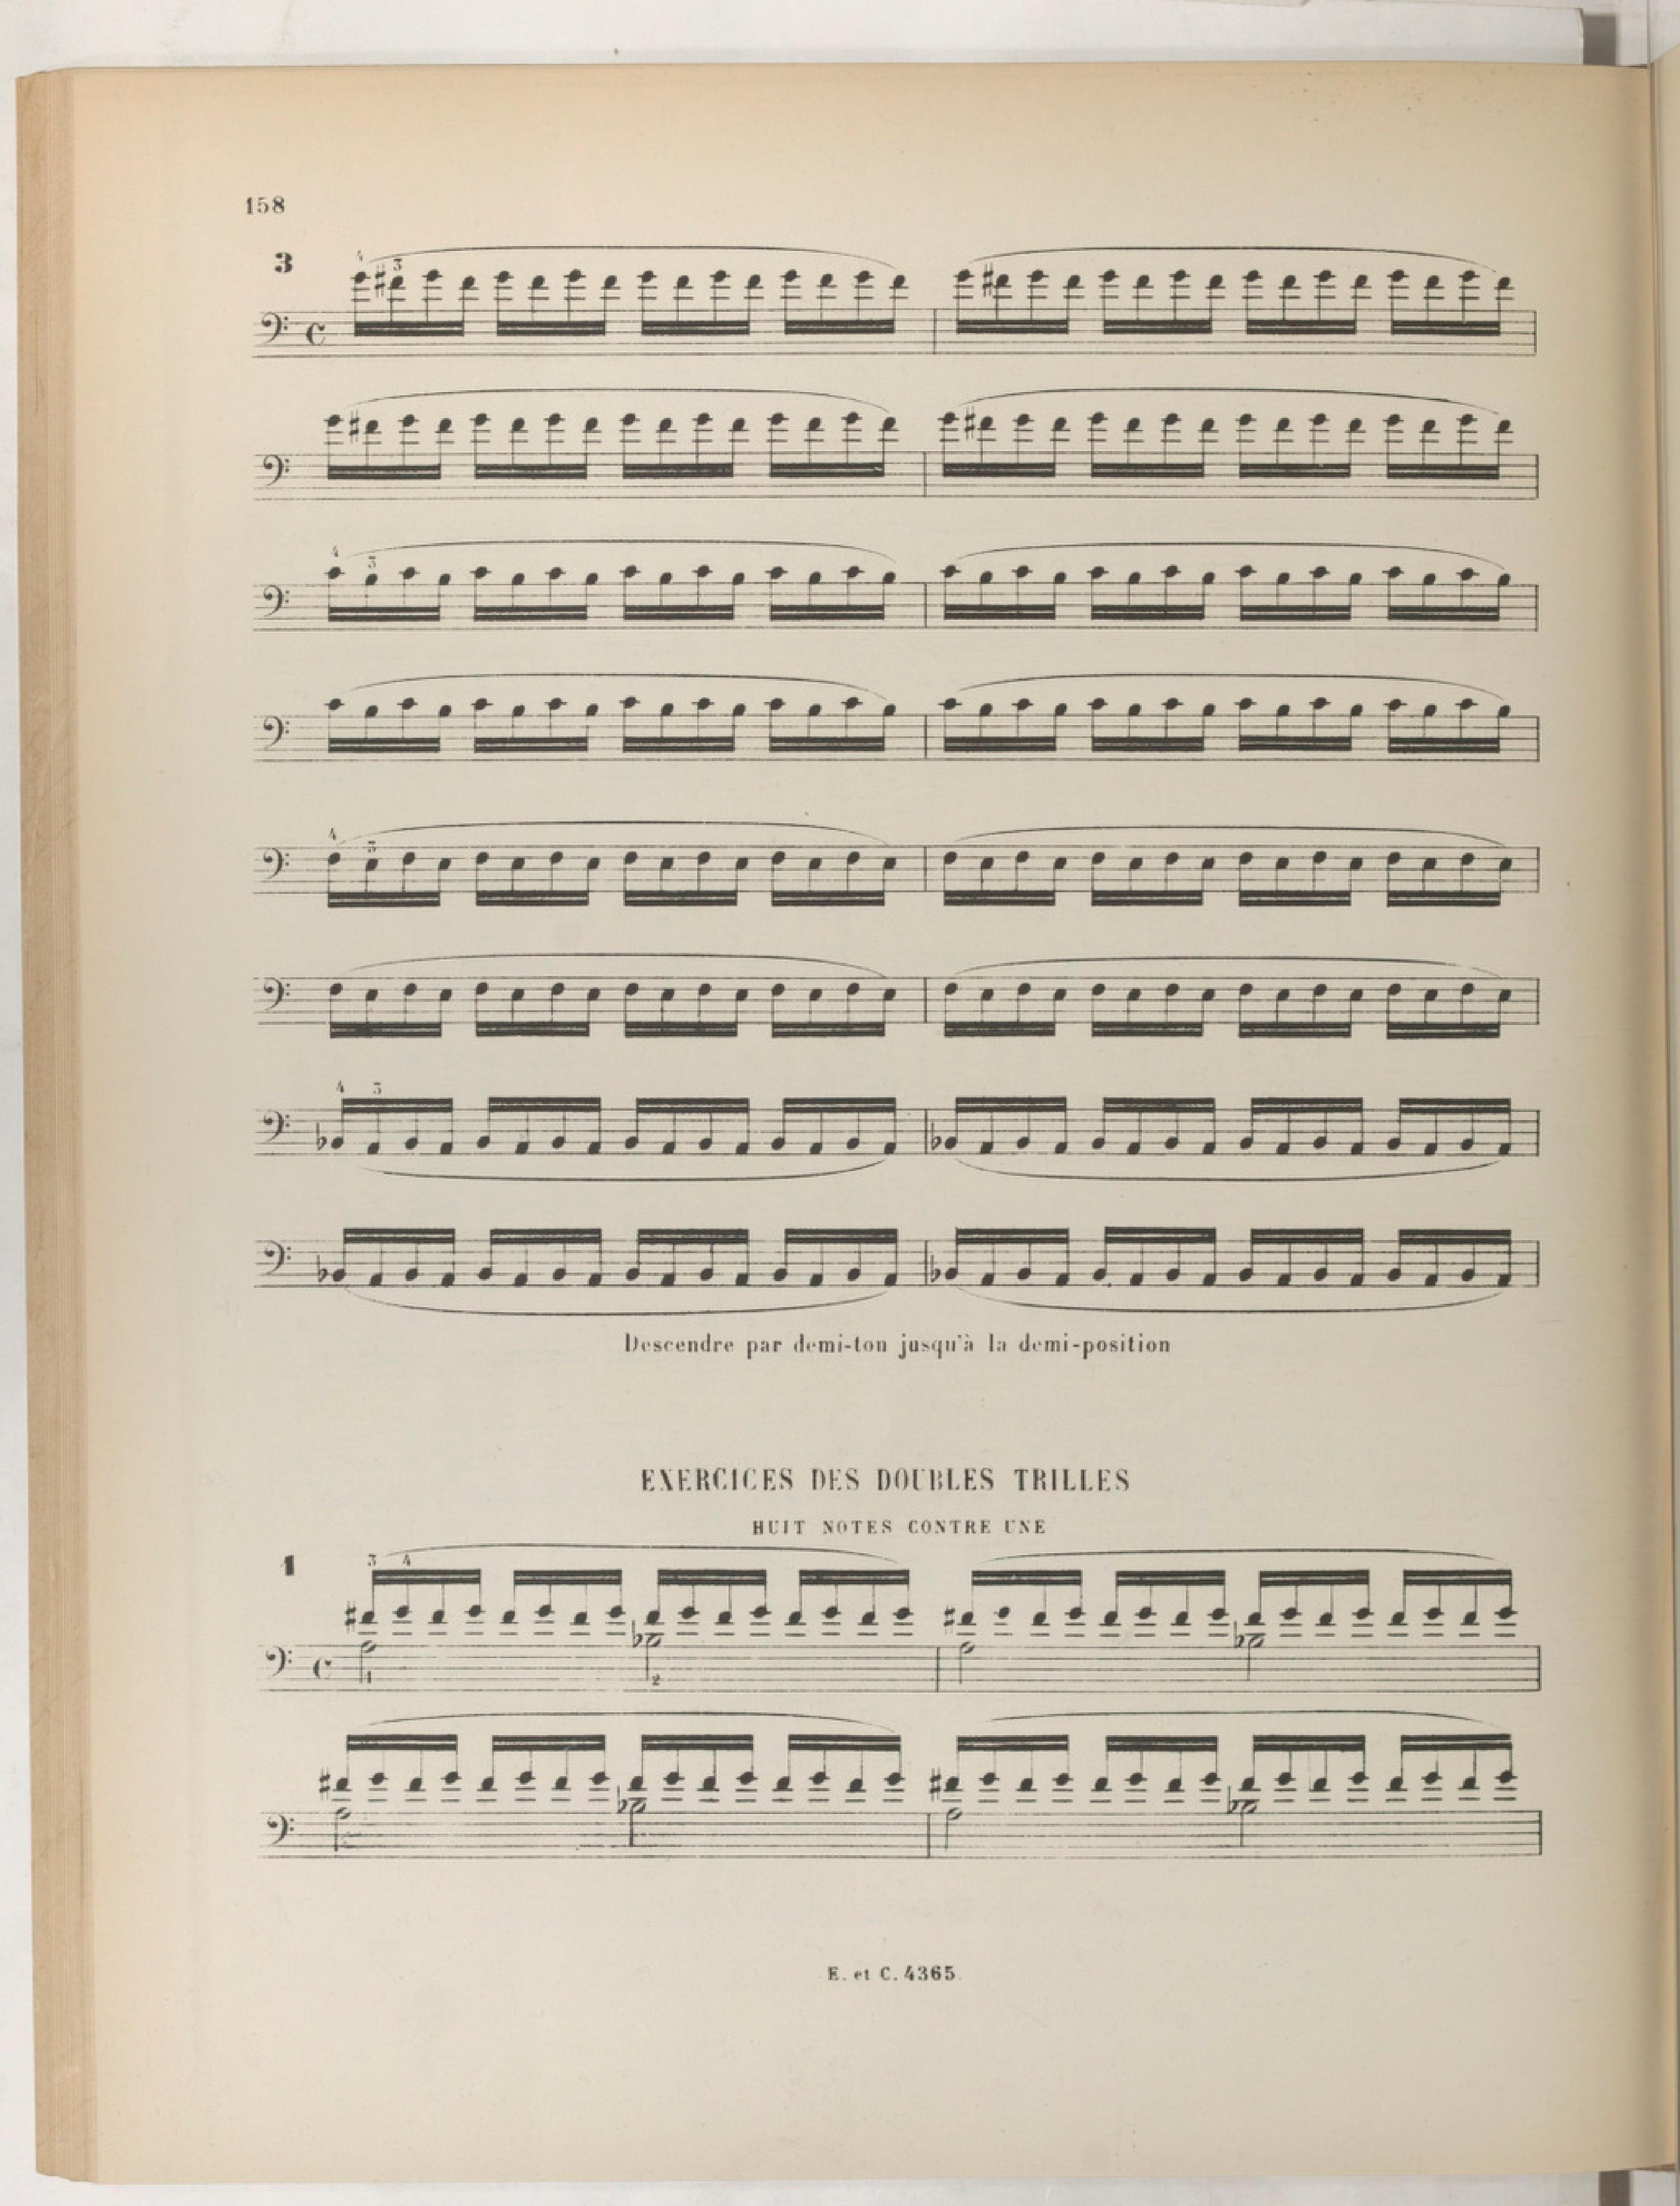 158
3
4 3
4 3
4 3
4 3
Descendre par demi-ton jusqu'à la demi-position
EXERCICES DES DOUBLES TRILLES
HUIT NOTES CONTRE UNE
1
3 4
1 2
E. et C. 4365.